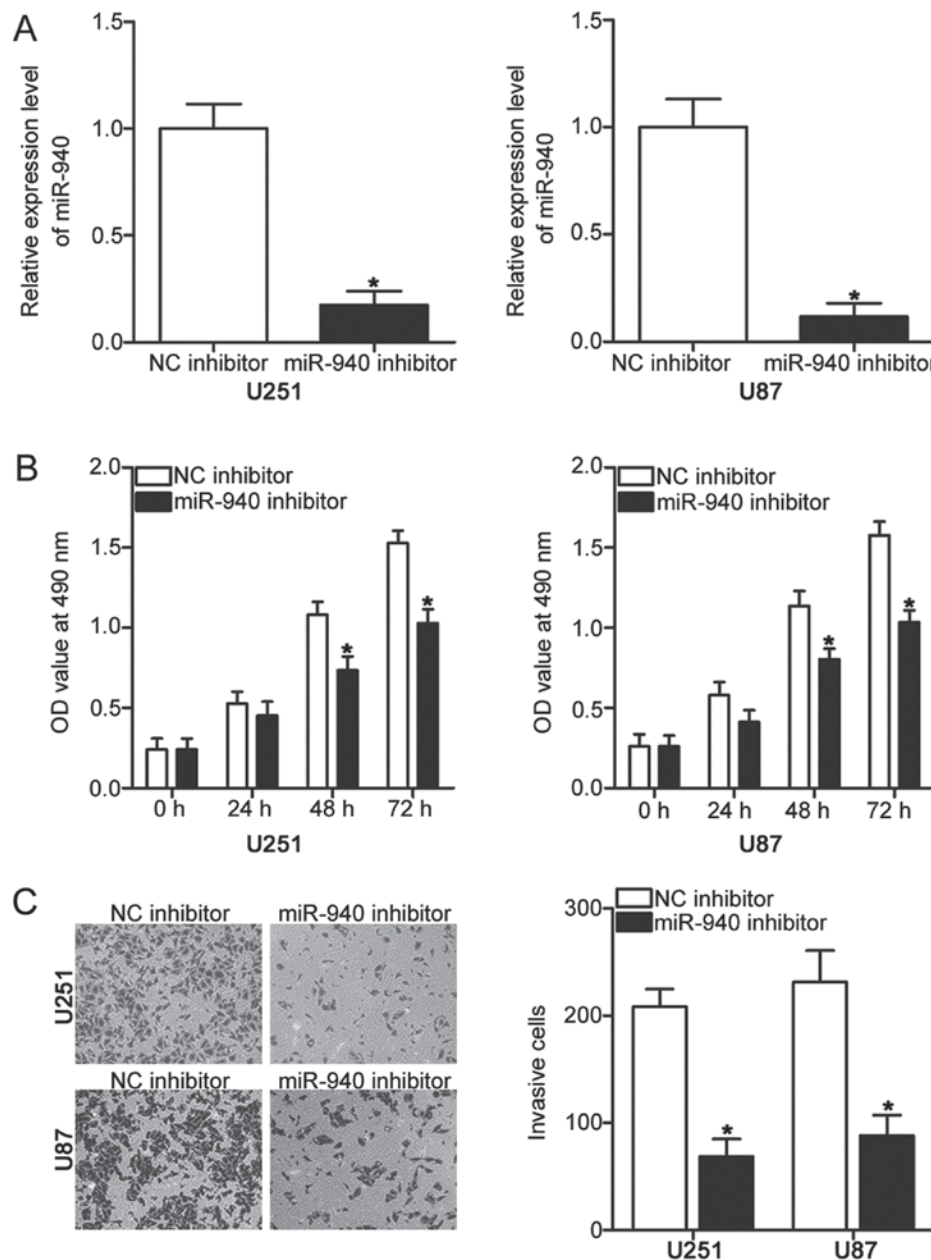 A
Relative expression level
of miR-940
1.5
1.0
0.5
0.0
*
NC inhibitor miR-940 inhibitor
U251
Relative expression level
of miR-940
1.5
1.0
0.5
0.0
*
NC inhibitor miR-940 inhibitor
U87
B
OD value at 490 nm
2.0
1.5
1.0
0.5
0.0
NC inhibitor
miR-940 inhibitor
*
*
0 h 24 h 48 h 72 h
U251
OD value at 490 nm
2.0
1.5
1.0
0.5
0.0
NC inhibitor
miR-940 inhibitor
*
*
0 h 24 h 48 h 72 h
U87
C
NC inhibitor miR-940 inhibitor
U251
NC inhibitor miR-940 inhibitor
U87
Invasive cells
300
200
100
0
NC inhibitor
miR-940 inhibitor
*
*
U251 U87